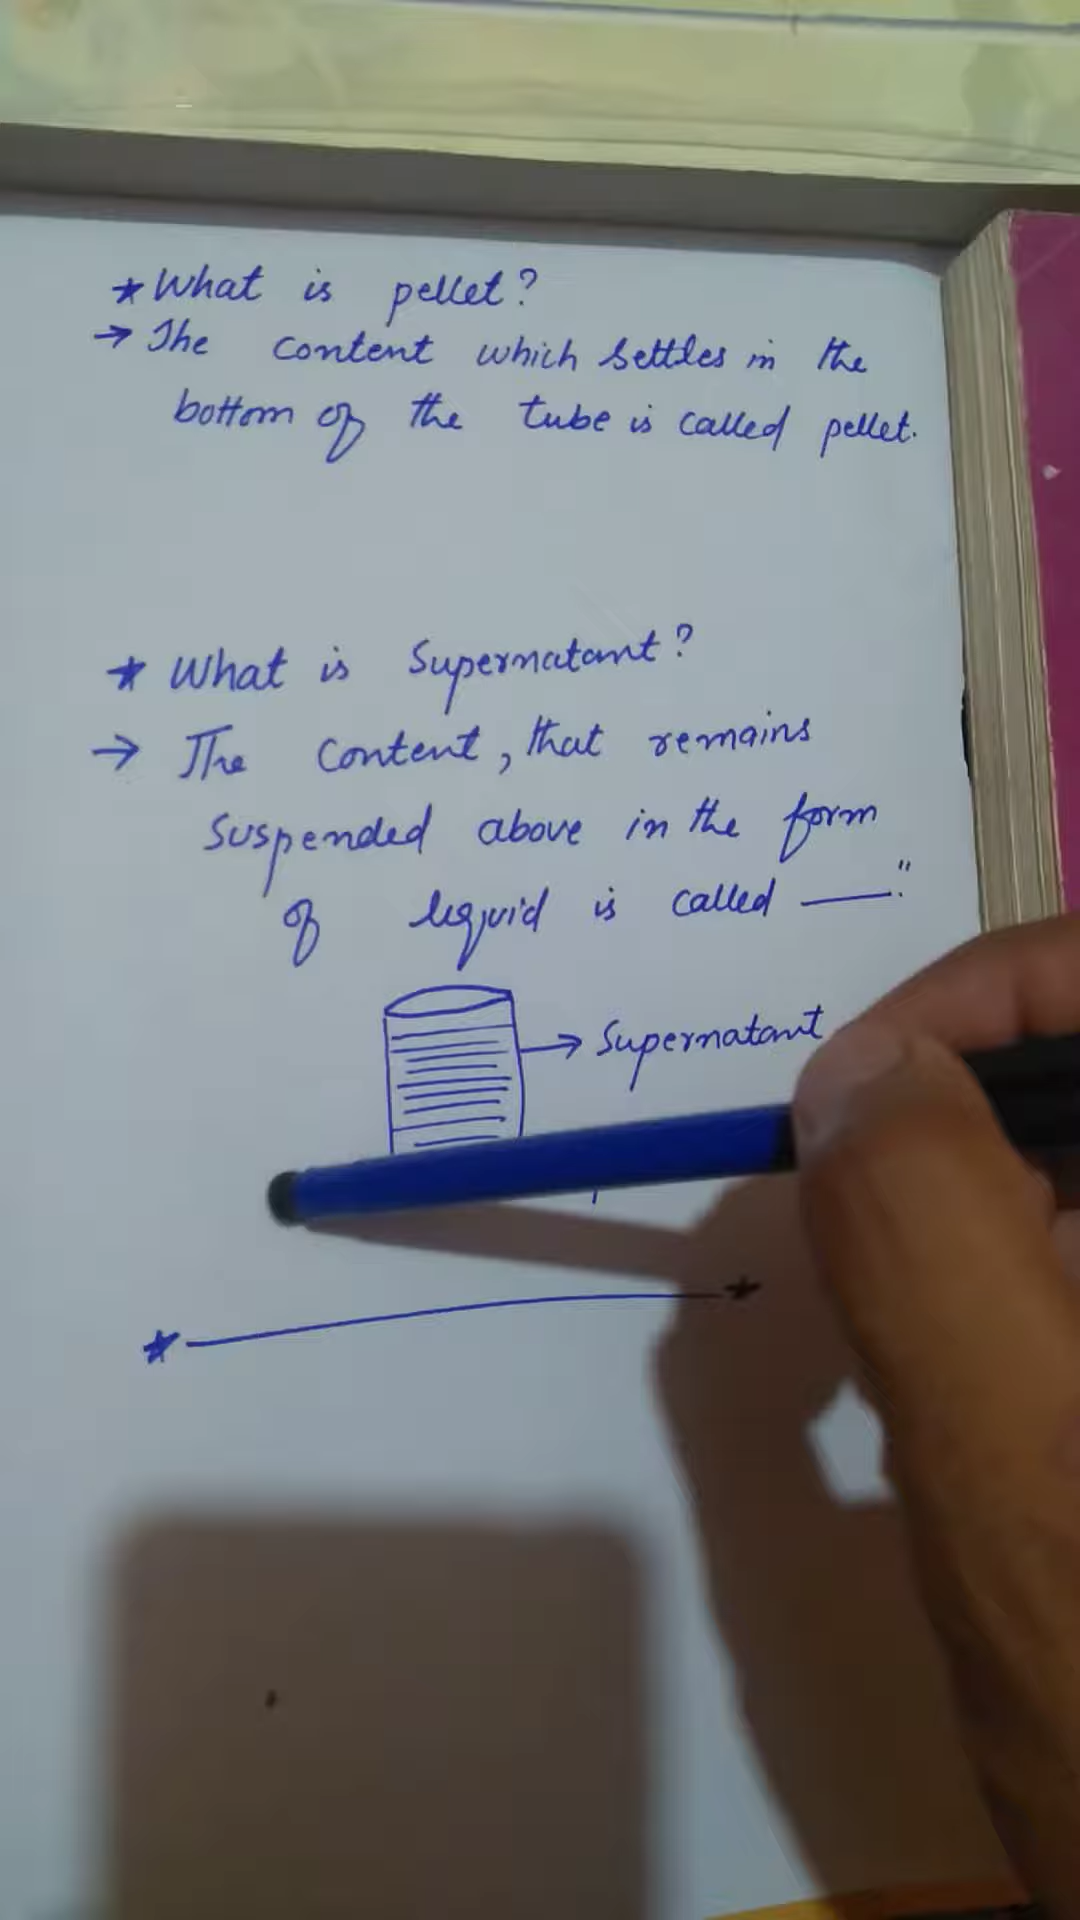 * What is pellet?
→ The content which settles in the
bottom of the tube is called pellet.
* What is Supernatant?
→ The Content, that remains
suspended above in the form
of liquid is called ——."
→ Supernatant